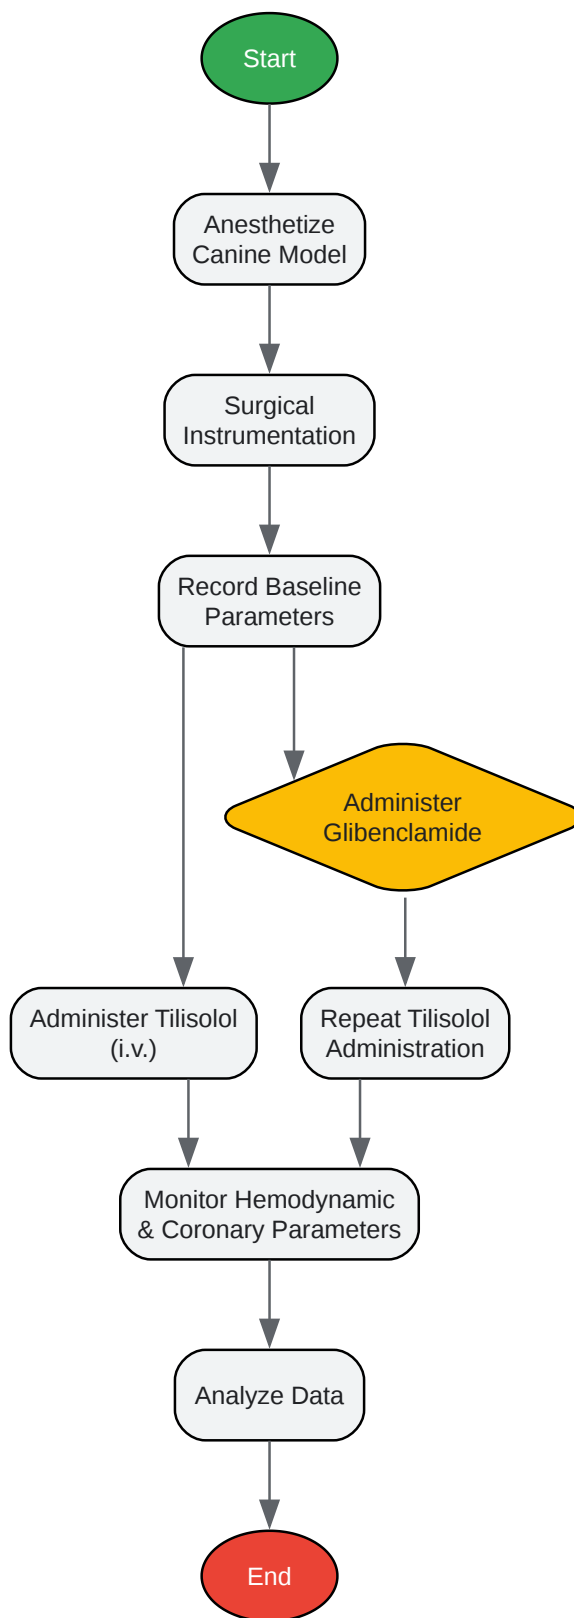 Start
Anesthetize
Canine Model
Surgical
Instrumentation
Record Baseline
Parameters
Administer
Glibenclamide
Administer Tilisolol
(i.v.)
Repeat Tilisolol
Administration
Monitor Hemodynamic
& Coronary Parameters
Analyze Data
End